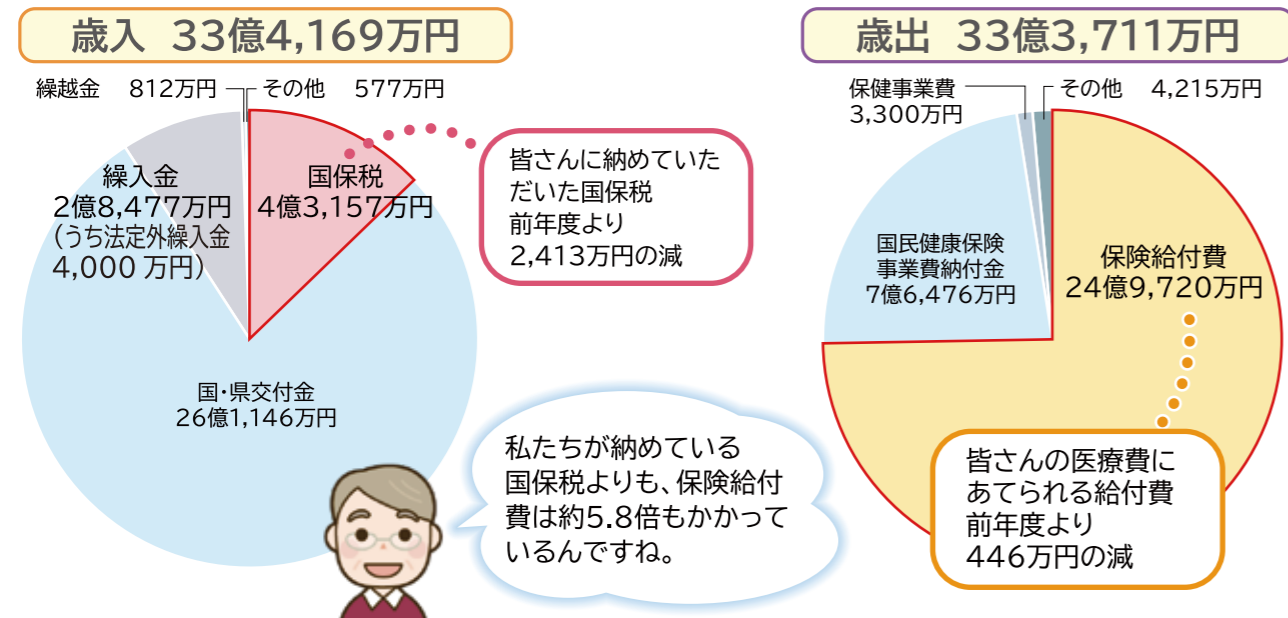 歳入 33億4,169万円
繰越金 812万円
その他 577万円
繰入金
2億8,477万円
(うち法定外繰入金
4,000 万円)
国保税
4億3,157万円
国・県交付金
26億1,146万円
皆さんに納めていた
だいた国保税
前年度より
2,413万円の減
私たちが納めている
国保税よりも、保険給付
費は約5.8倍もかかって
いるんですね。
歳出 33億3,711万円
保健事業費
3,300万円
その他 4,215万円
国民健康保険
事業費納付金
7億6,476万円
保険給付費
24億9,720万円
皆さんの医療費に
あてられる給付費
前年度より
446万円の減